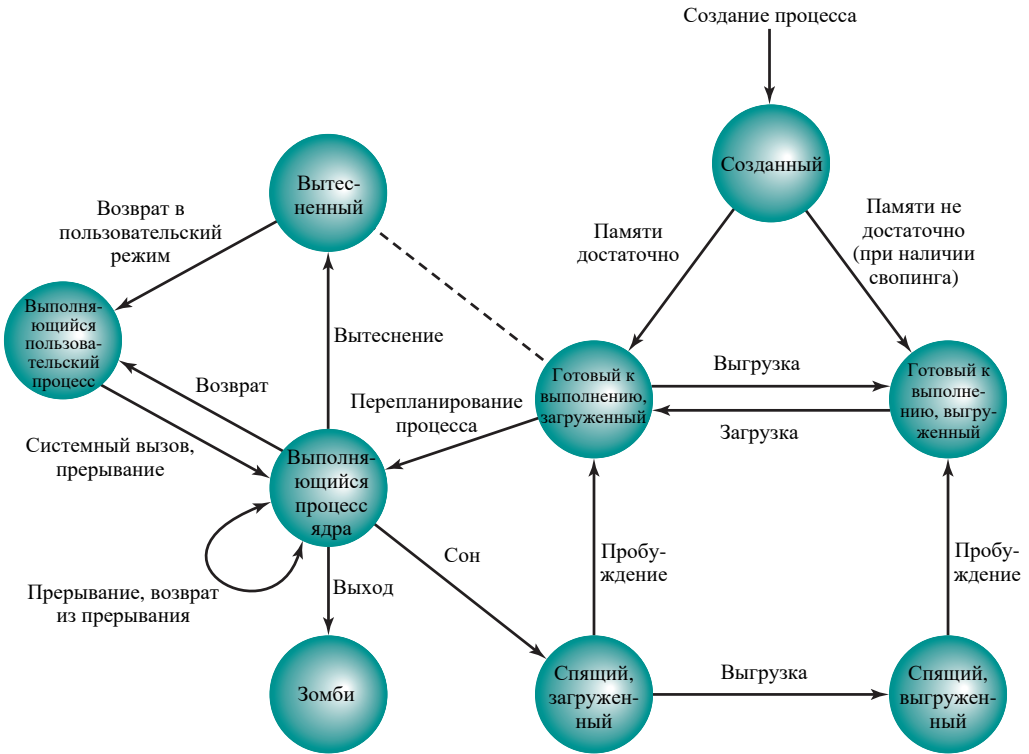 Создание процесса
Созданный
Вытес-
ненный
Возврат в
пользовательский
режим
Памяти
достаточно
Памяти не
достаточно
(при наличии
свопинга)
Выполня-
ющийся
пользова-
тельский
процесс
Вытеснение
Возврат
Перепланирование
процесса
Готовый к
выполнению,
загруженный
Выгрузка
Загрузка
Готовый к
выполне-
нию, выгру-
женный
Системный вызов,
прерывание
Выполня-
ющийся
процесс
ядра
Сон
Пробу-
ждение
Пробу-
ждение
Прерывание, возврат
из прерывания
Выход
Зомби
Спящий,
загружен-
ный
Выгрузка
Спящий,
выгружен-
ный